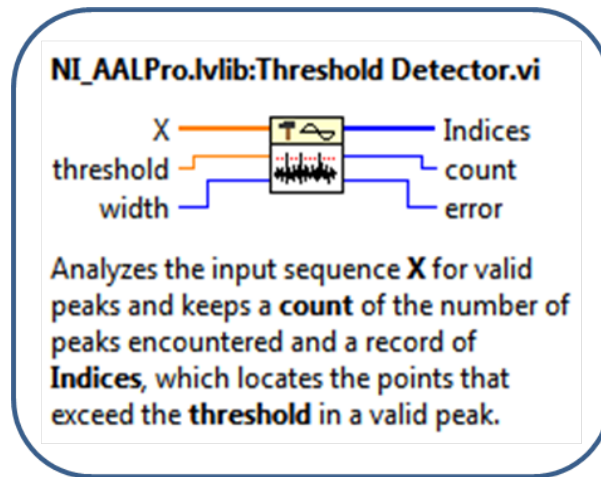 NI_AALPro.lvlib:Threshold Detector.vi
X
Indices
threshold
count
width
error
Analyzes the input sequence X for valid
peaks and keeps a count of the number of
peaks encountered and a record of
Indices, which locates the points that
exceed the threshold in a valid peak.